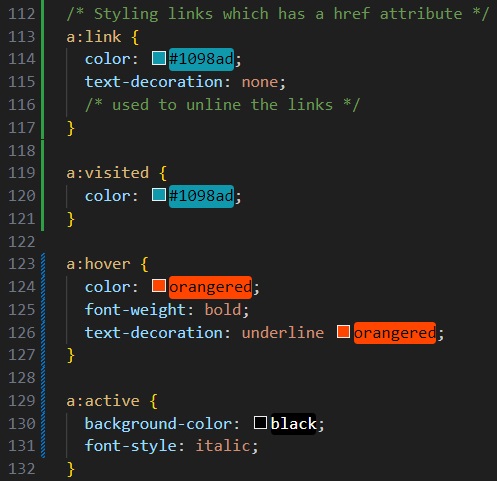 112 /* Styling links which has a href attribute */
113 a:link {
114 color: #1098ad;
115 text-decoration: none;
116 /* used to unline the links */
117 }
118
119 a:visited {
120 color: #1098ad;
121 }
122
123 a:hover {
124 color: orangered;
125 font-weight: bold;
126 text-decoration: underline orangered;
127 }
128
129 a:active {
130 background-color: black;
131 font-style: italic;
132 }